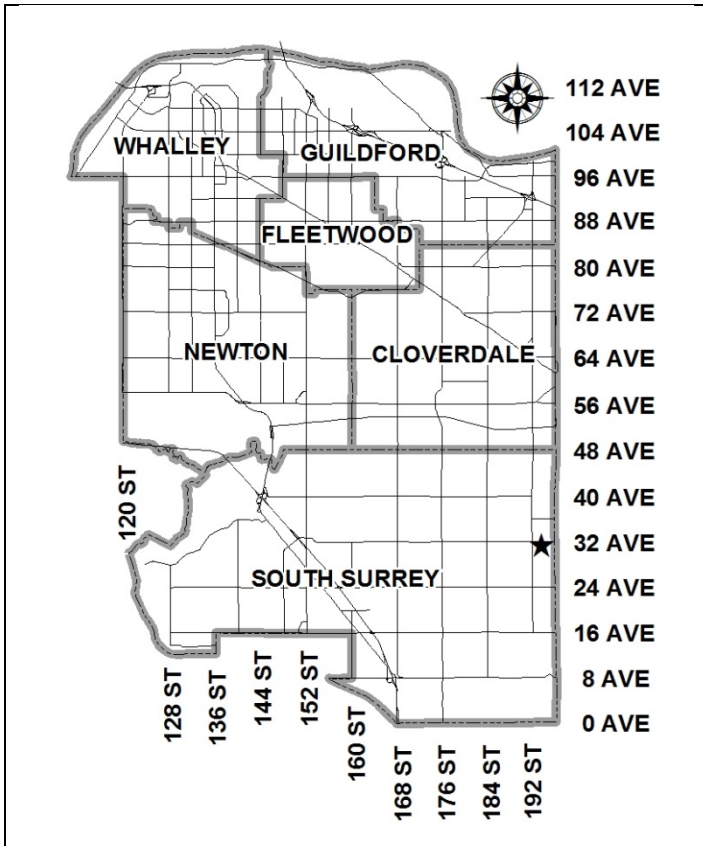 112 AVE
104 AVE
WHALLEY
GUILDFORD
96 AVE
88 AVE
FLEETWOOD
80 AVE
72 AVE
NEWTON
CLOVERDALE
64 AVE
56 AVE
48 AVE
120 ST
40 AVE
32 AVE
SOUTH SURREY
24 AVE
16 AVE
128 ST
136 ST
144 ST
152 ST
160 ST
8 AVE
0 AVE
168 ST
176 ST
184 ST
192 ST